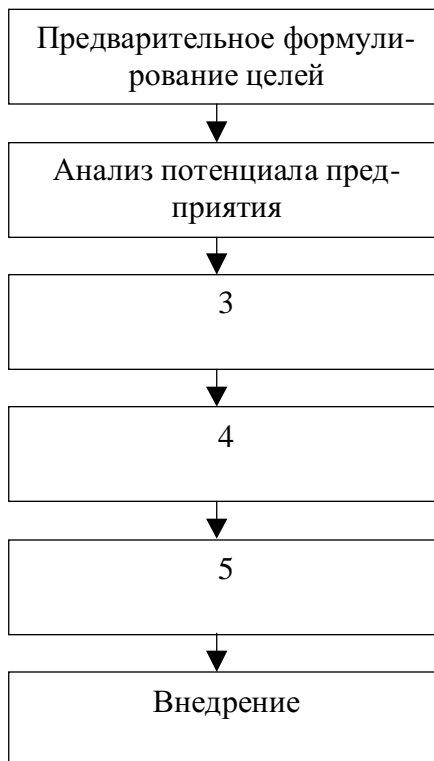 Предварительное формули-
рование целей
Анализ потенциала пред-
приятия
3
4
5
Внедрение